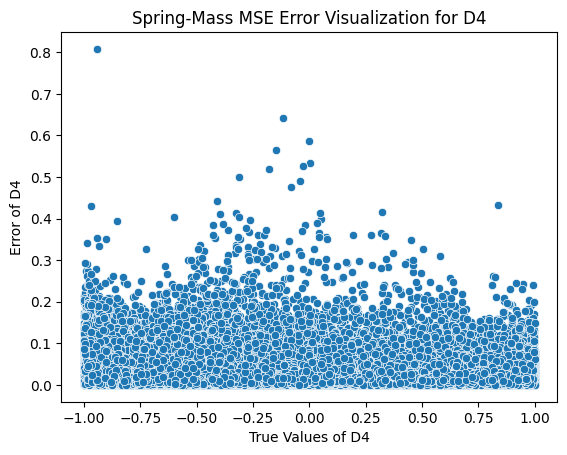 Spring-Mass MSE Error Visualization for D4
0.8
0.7
0.6
0.5
0.4
0.3
0.2
0.1
0.0
Error of D4
−1.00 −0.75 −0.50 −0.25 0.00 0.25 0.50 0.75 1.00
True Values of D4